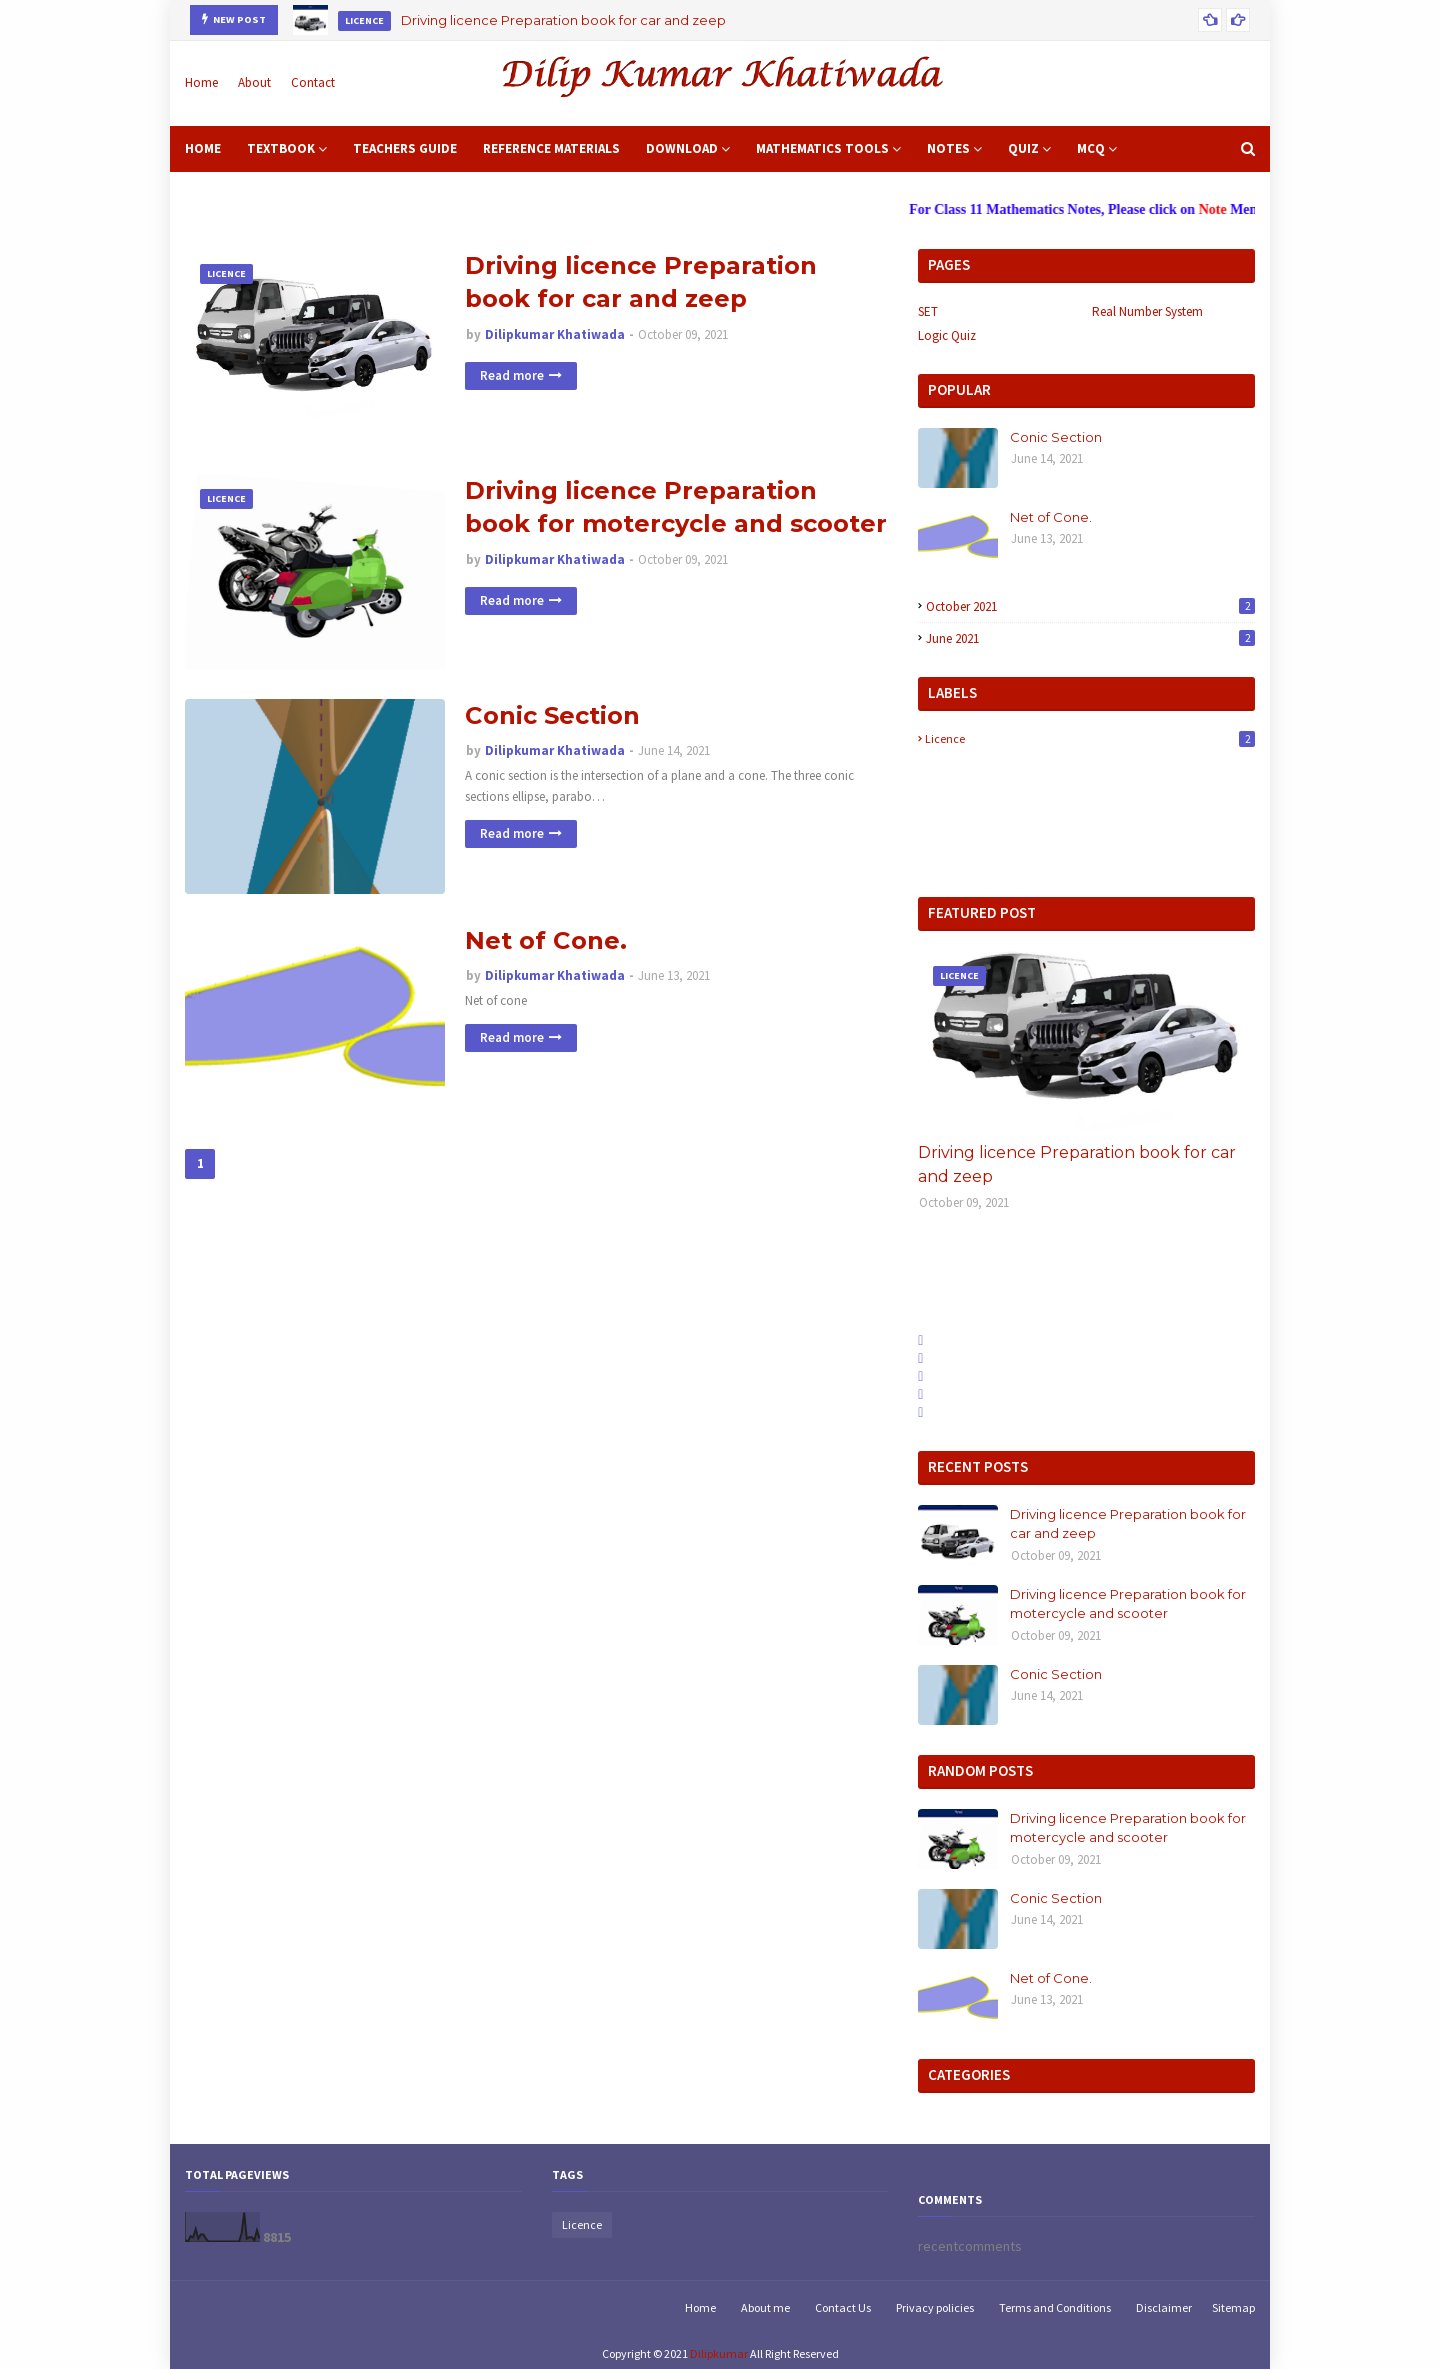 NEW POST
LICENCE Driving licence Preparation book for car and zeep
Home About Contact
Dilip Kumar Khatiwada
HOME TEXTBOOK TEACHERS GUIDE REFERENCE MATERIALS DOWNLOAD MATHEMATICS TOOLS NOTES QUIZ MCQ
For Class 11 Mathematics Notes, Please click on Note
LICENCE
Driving licence Preparation
book for car and zeep
by Dilipkumar Khatiwada - October 09, 2021
Read more
LICENCE
Driving licence Preparation
book for motercycle and scooter
by Dilipkumar Khatiwada - October 09, 2021
Read more
Conic Section
by Dilipkumar Khatiwada - June 14, 2021
A conic section is the intersection of a plane and a cone. The three conic
sections ellipse, parabo…
Read more
Net of Cone.
by Dilipkumar Khatiwada - June 13, 2021
Net of cone
Read more
1
PAGES
SET Real Number System
Logic Quiz
POPULAR
Conic Section
June 14, 2021
Net of Cone.
June 13, 2021
October 2021 2
June 2021 2
LABELS
Licence 2
FEATURED POST
LICENCE
Driving licence Preparation book for car
and zeep
October 09, 2021
RECENT POSTS
Driving licence Preparation book for
car and zeep
October 09, 2021
Driving licence Preparation book for
motercycle and scooter
October 09, 2021
Conic Section
June 14, 2021
RANDOM POSTS
Driving licence Preparation book for
motercycle and scooter
October 09, 2021
Conic Section
June 14, 2021
Net of Cone.
June 13, 2021
CATEGORIES
TOTAL PAGEVIEWS
8815
TAGS
Licence
COMMENTS
recentcomments
Home About me Contact Us Privacy policies Terms and Conditions Disclaimer Sitemap
Copyright © 2021 Dilipkumar All Right Reserved